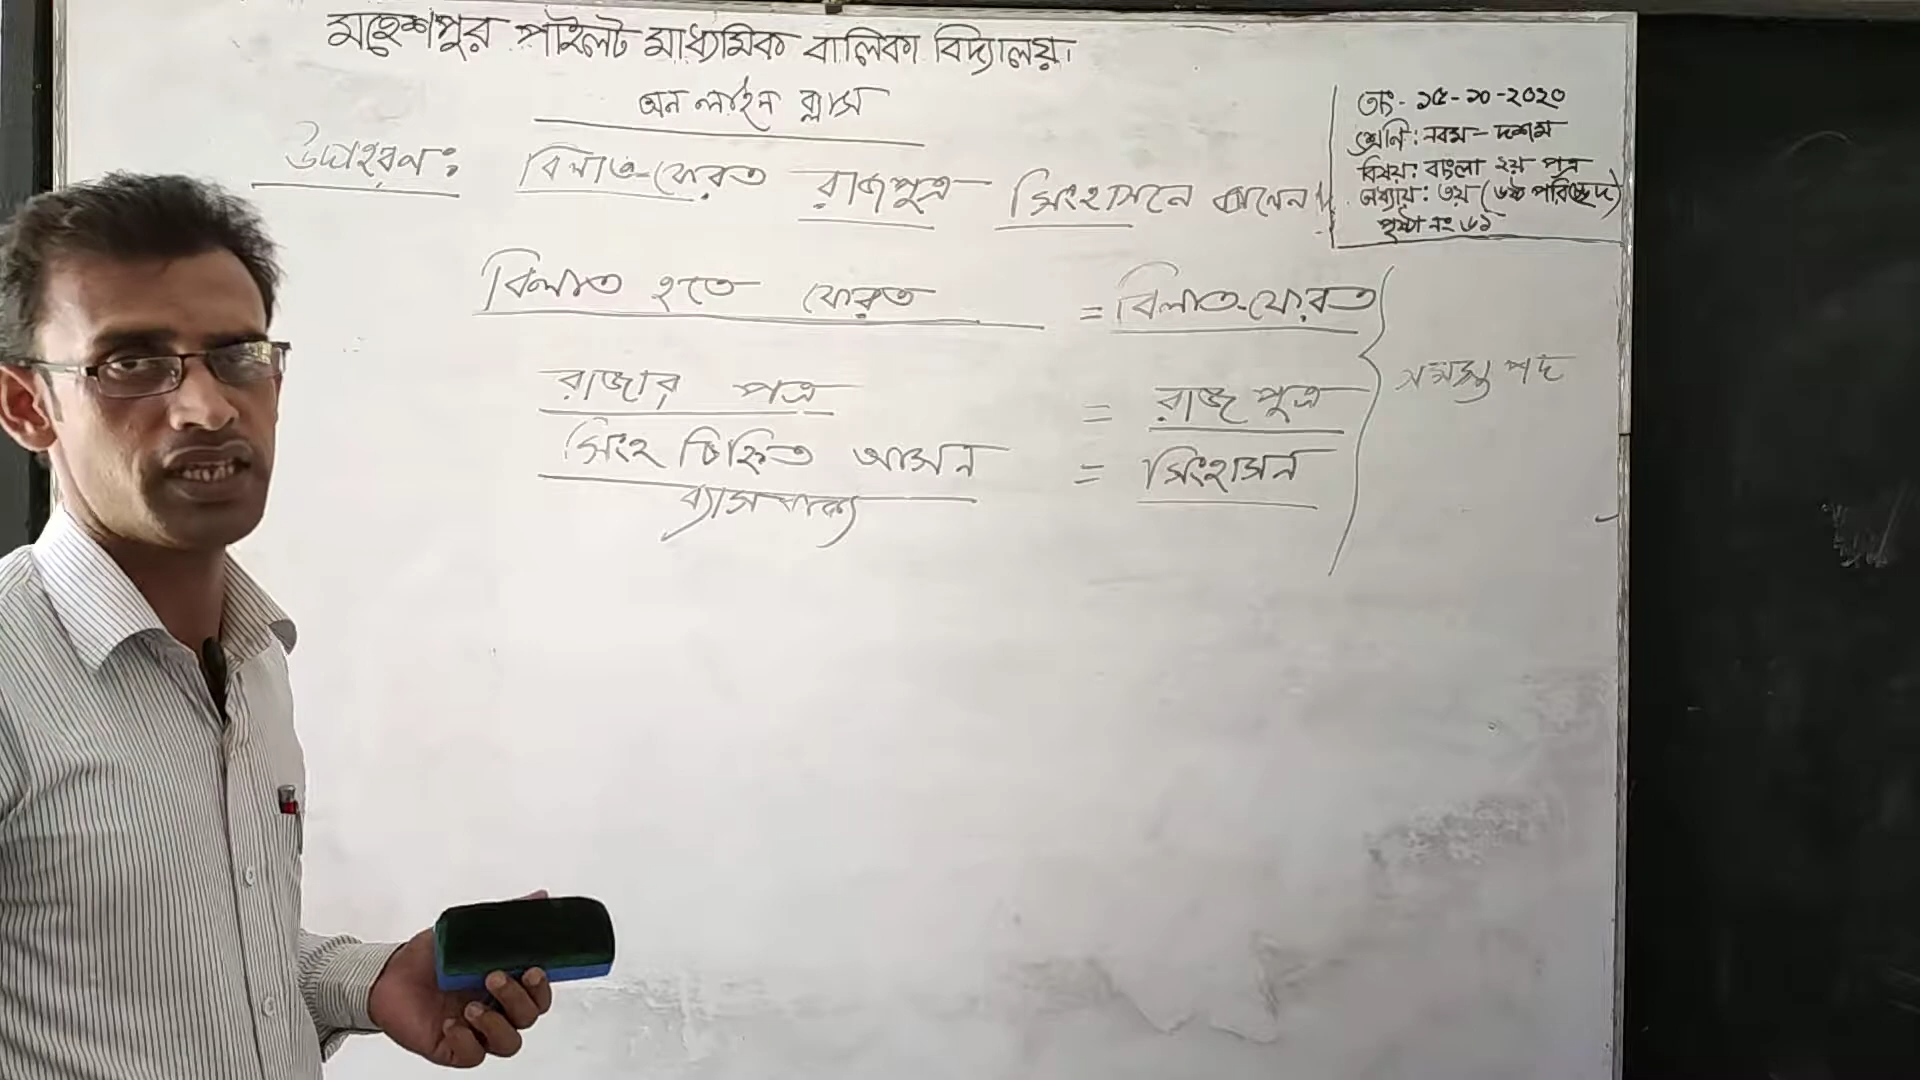 মহেশপুর পাইলট মাধ্যমিক বালিকা বিদ্যালয়।
অন লাইন ক্লাস
তাং- ১৫-১০-২০২০
শ্রেণি: নবম-দশম
বিষয়: বাংলা ২য় পত্র
অধ্যায়: ৩য় (৬ষ্ঠ পরিচ্ছেদ)
পৃষ্ঠা নং ৬১
উদাহরণ: বিলাত-ফেরত রাজপুত্র সিংহাসনে বসলেন।
বিলাত হতে ফেরত = বিলাত-ফেরত
রাজার পুত্র = রাজপুত্র
সিংহ চিহ্নিত আসন = সিংহাসন
ব্যাসবাক্য
সমস্ত পদ